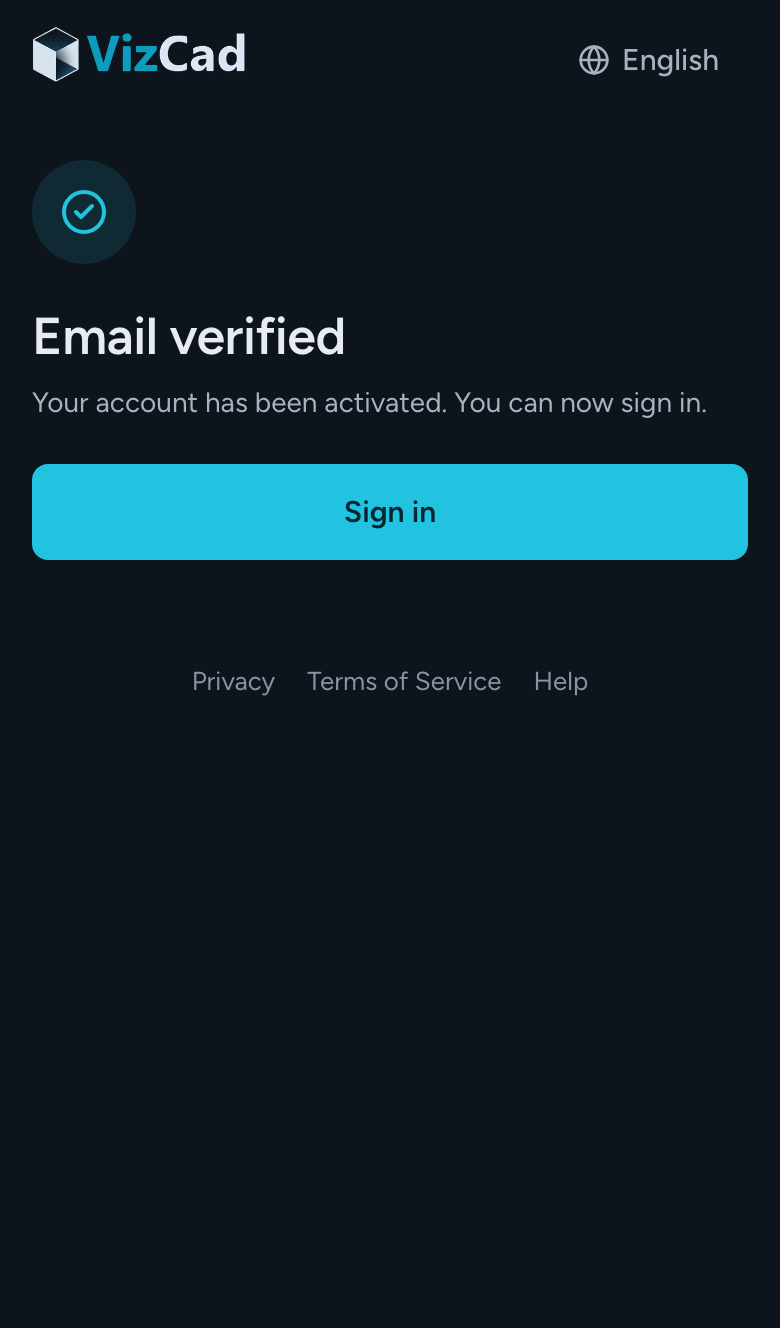 VizCad
English
Email verified
Your account has been activated. You can now sign in.
Sign in
Privacy Terms of Service Help